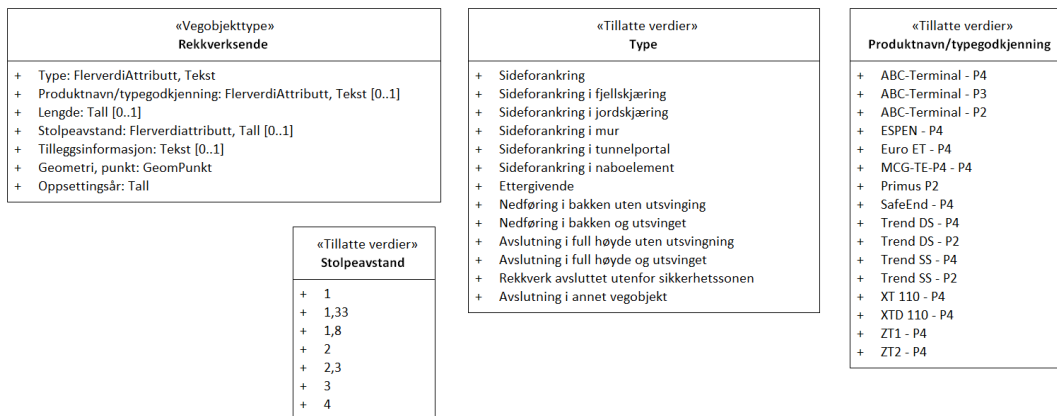 «Vegobjekttype»
Rekkverksende
+ Type: FlerverdiAttributt, Tekst
+ Produktnavn/typegodkjenning: FlerverdiAttributt, Tekst [0..1]
+ Lengde: Tall [0..1]
+ Stolpeavstand: Flerverdiattributt, Tall [0..1]
+ Tilleggsinformasjon: Tekst [0..1]
+ Geometri, punkt: GeomPunkt
+ Oppsettingsår: Tall
«Tillatte verdier»
Stolpeavstand
+ 1
+ 1,33
+ 1,8
+ 2
+ 2,3
+ 3
+ 4
«Tillatte verdier»
Type
+ Sideforankring
+ Sideforankring i fjellskjæring
+ Sideforankring i jordskjæring
+ Sideforankring i mur
+ Sideforankring i tunnelportal
+ Sideforankring i naboelement
+ Ettergivende
+ Nedføring i bakken uten utsvinging
+ Nedføring i bakken og utsvinget
+ Avslutning i full høyde uten utsvingning
+ Avslutning i full høyde og utsvinget
+ Rekkverk avsluttet utenfor sikkerhetssonen
+ Avslutning i annet vegobjekt
«Tillatte verdier»
Produktnavn/typegodkjenning
+ ABC-Terminal - P4
+ ABC-Terminal - P3
+ ABC-Terminal - P2
+ ESPEN - P4
+ Euro ET - P4
+ MCG-TE-P4 - P4
+ Primus P2
+ SafeEnd - P4
+ Trend DS - P4
+ Trend DS - P2
+ Trend SS - P4
+ Trend SS - P2
+ XT 110 - P4
+ XTD 110 - P4
+ ZT1 - P4
+ ZT2 - P4